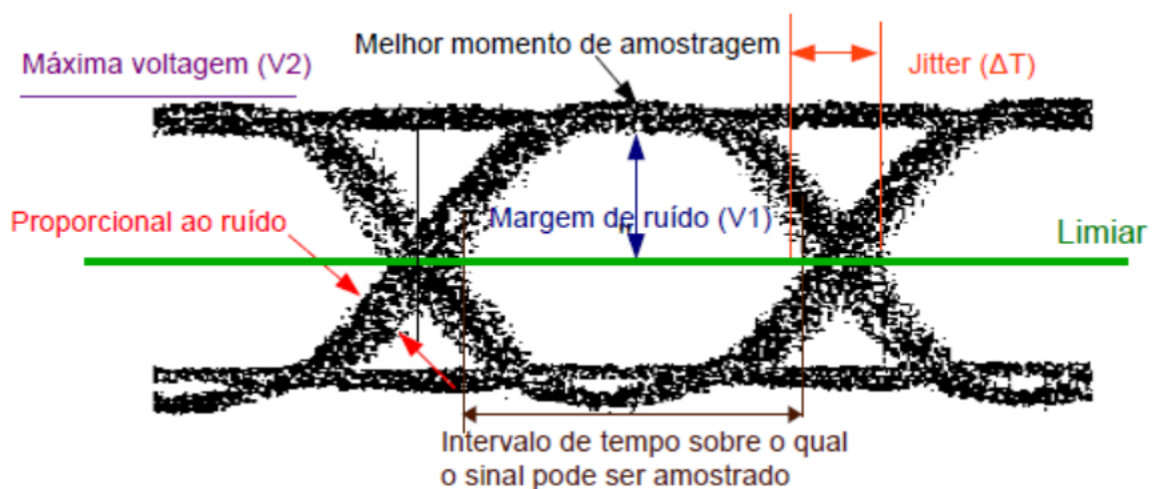 Melhor momento de amostragem
Máxima voltagem (V2)
Jitter (ΔT)
Proporcional ao ruído
Margem de ruído (V1)
Limiar
Intervalo de tempo sobre o qual
o sinal pode ser amostrado